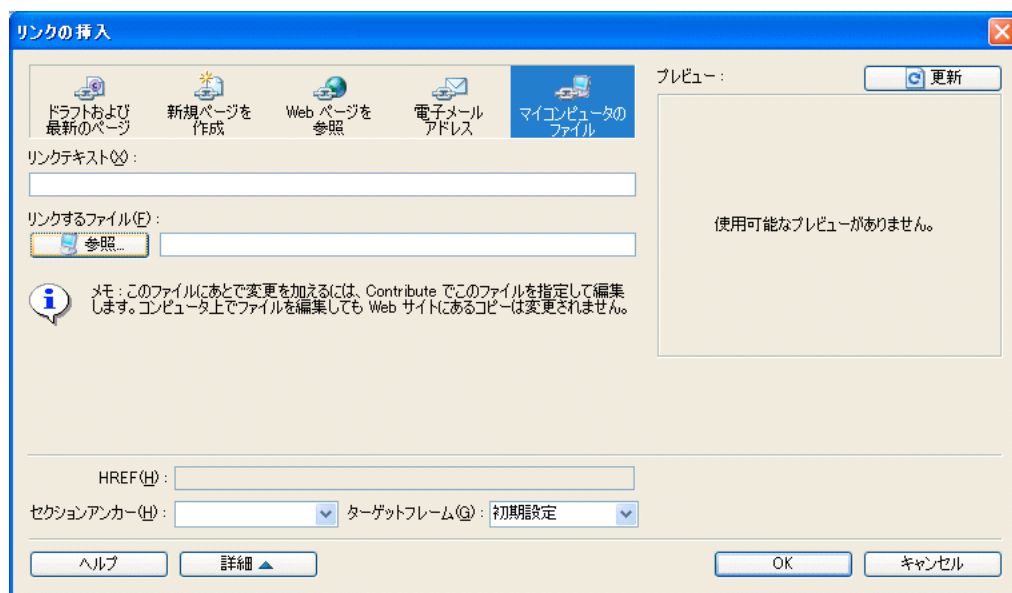 リンクの挿入
ドラフトおよび
最新のページ
新規ページを
作成
Web ページを
参照
電子メール
アドレス
マイコンピュータの
ファイル
プレビュー :
更新
リンクテキスト(X) :
リンクするファイル(F) :
参照...
使用可能なプレビューがありません。
メモ : このファイルにあとで変更を加えるには、Contribute でこのファイルを指定して編集
します。コンピュータ上でファイルを編集しても Web サイトにあるコピーは変更されません。
HREF(H) :
セクションアンカー(H) :
ターゲットフレーム(G) : 初期設定
ヘルプ
詳細
OK
キャンセル